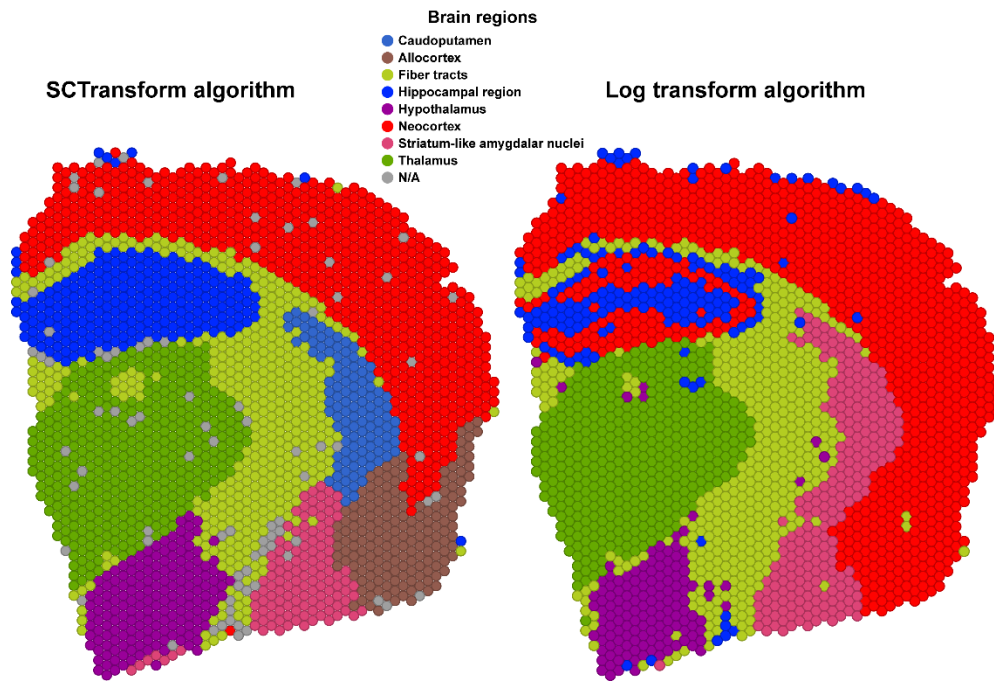 Brain regions
Caudoputamen
Allocortex
Fiber tracts
Hippocampal region
Hypothalamus
Neocortex
Striatum-like amygdalar nuclei
Thalamus
N/A
SCTransform algorithm
Log transform algorithm